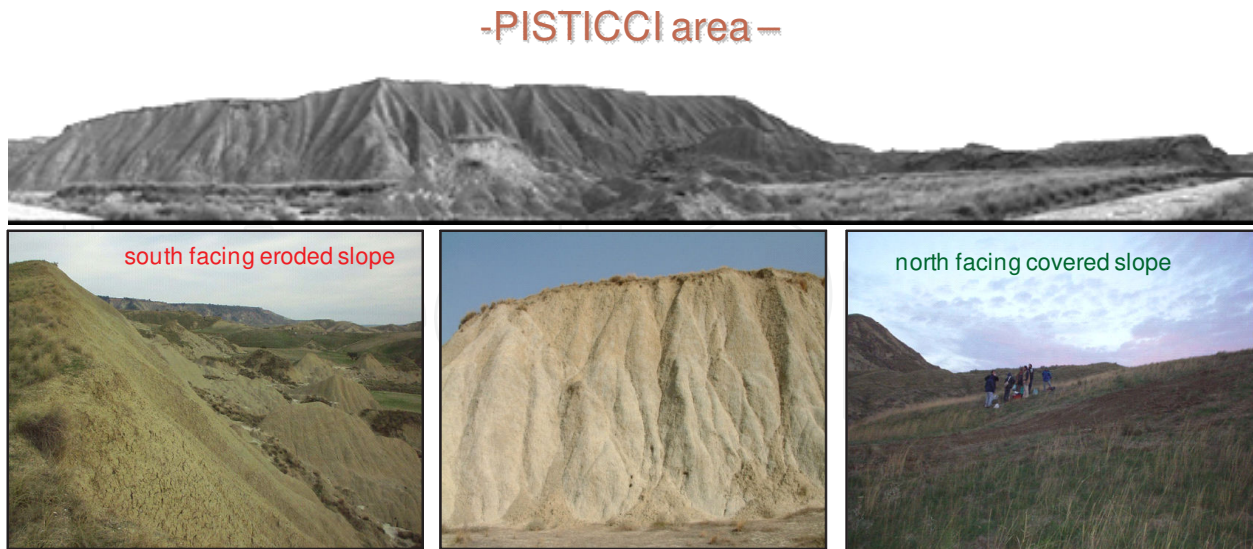 -PISTICCI area –
south facing eroded slope
north facing covered slope